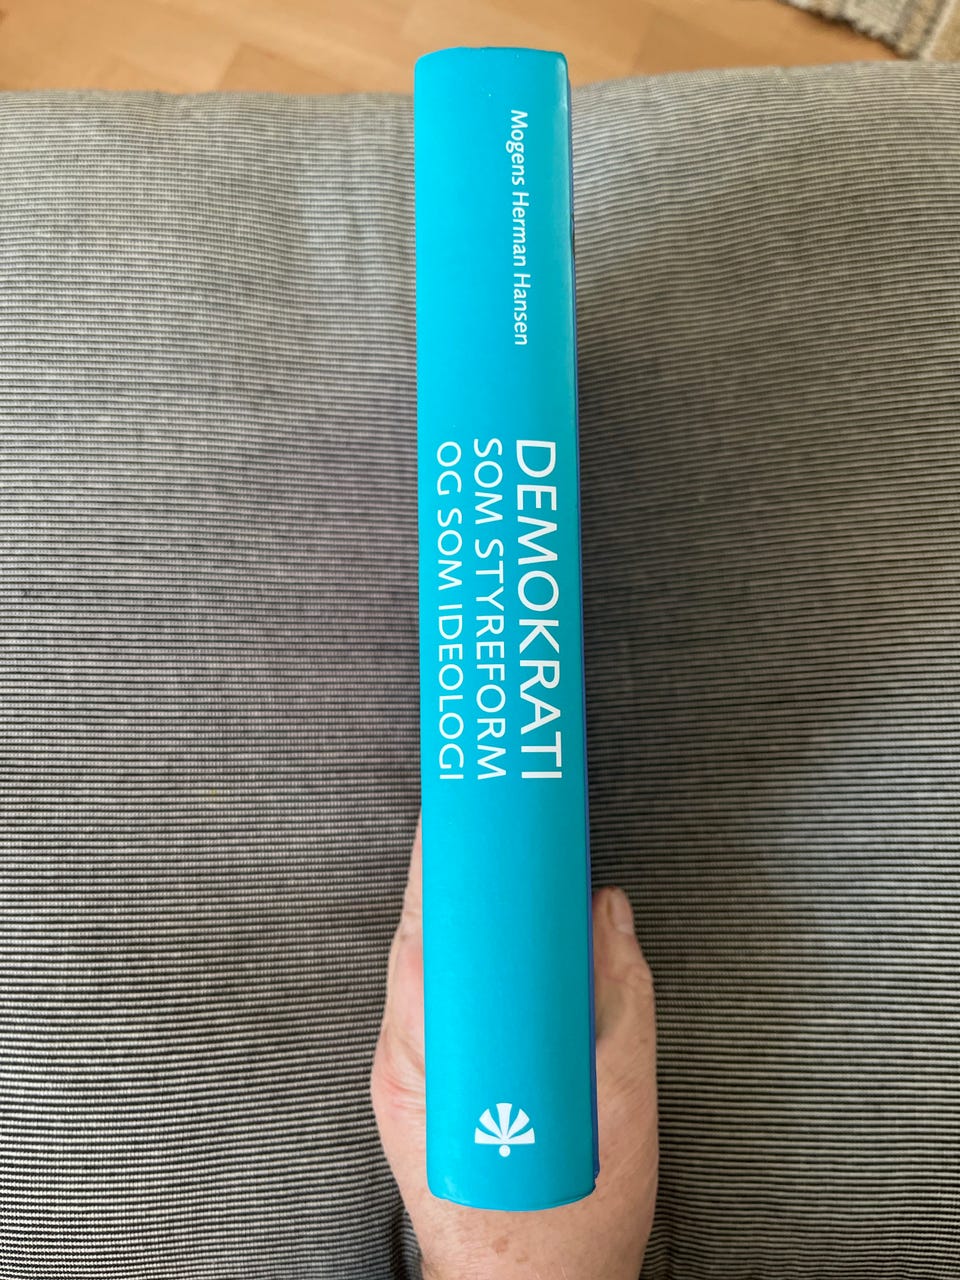 Mogens Herman Hansen
DEMOKRATI
SOM STYREFORM
OG SOM IDEOLOGI